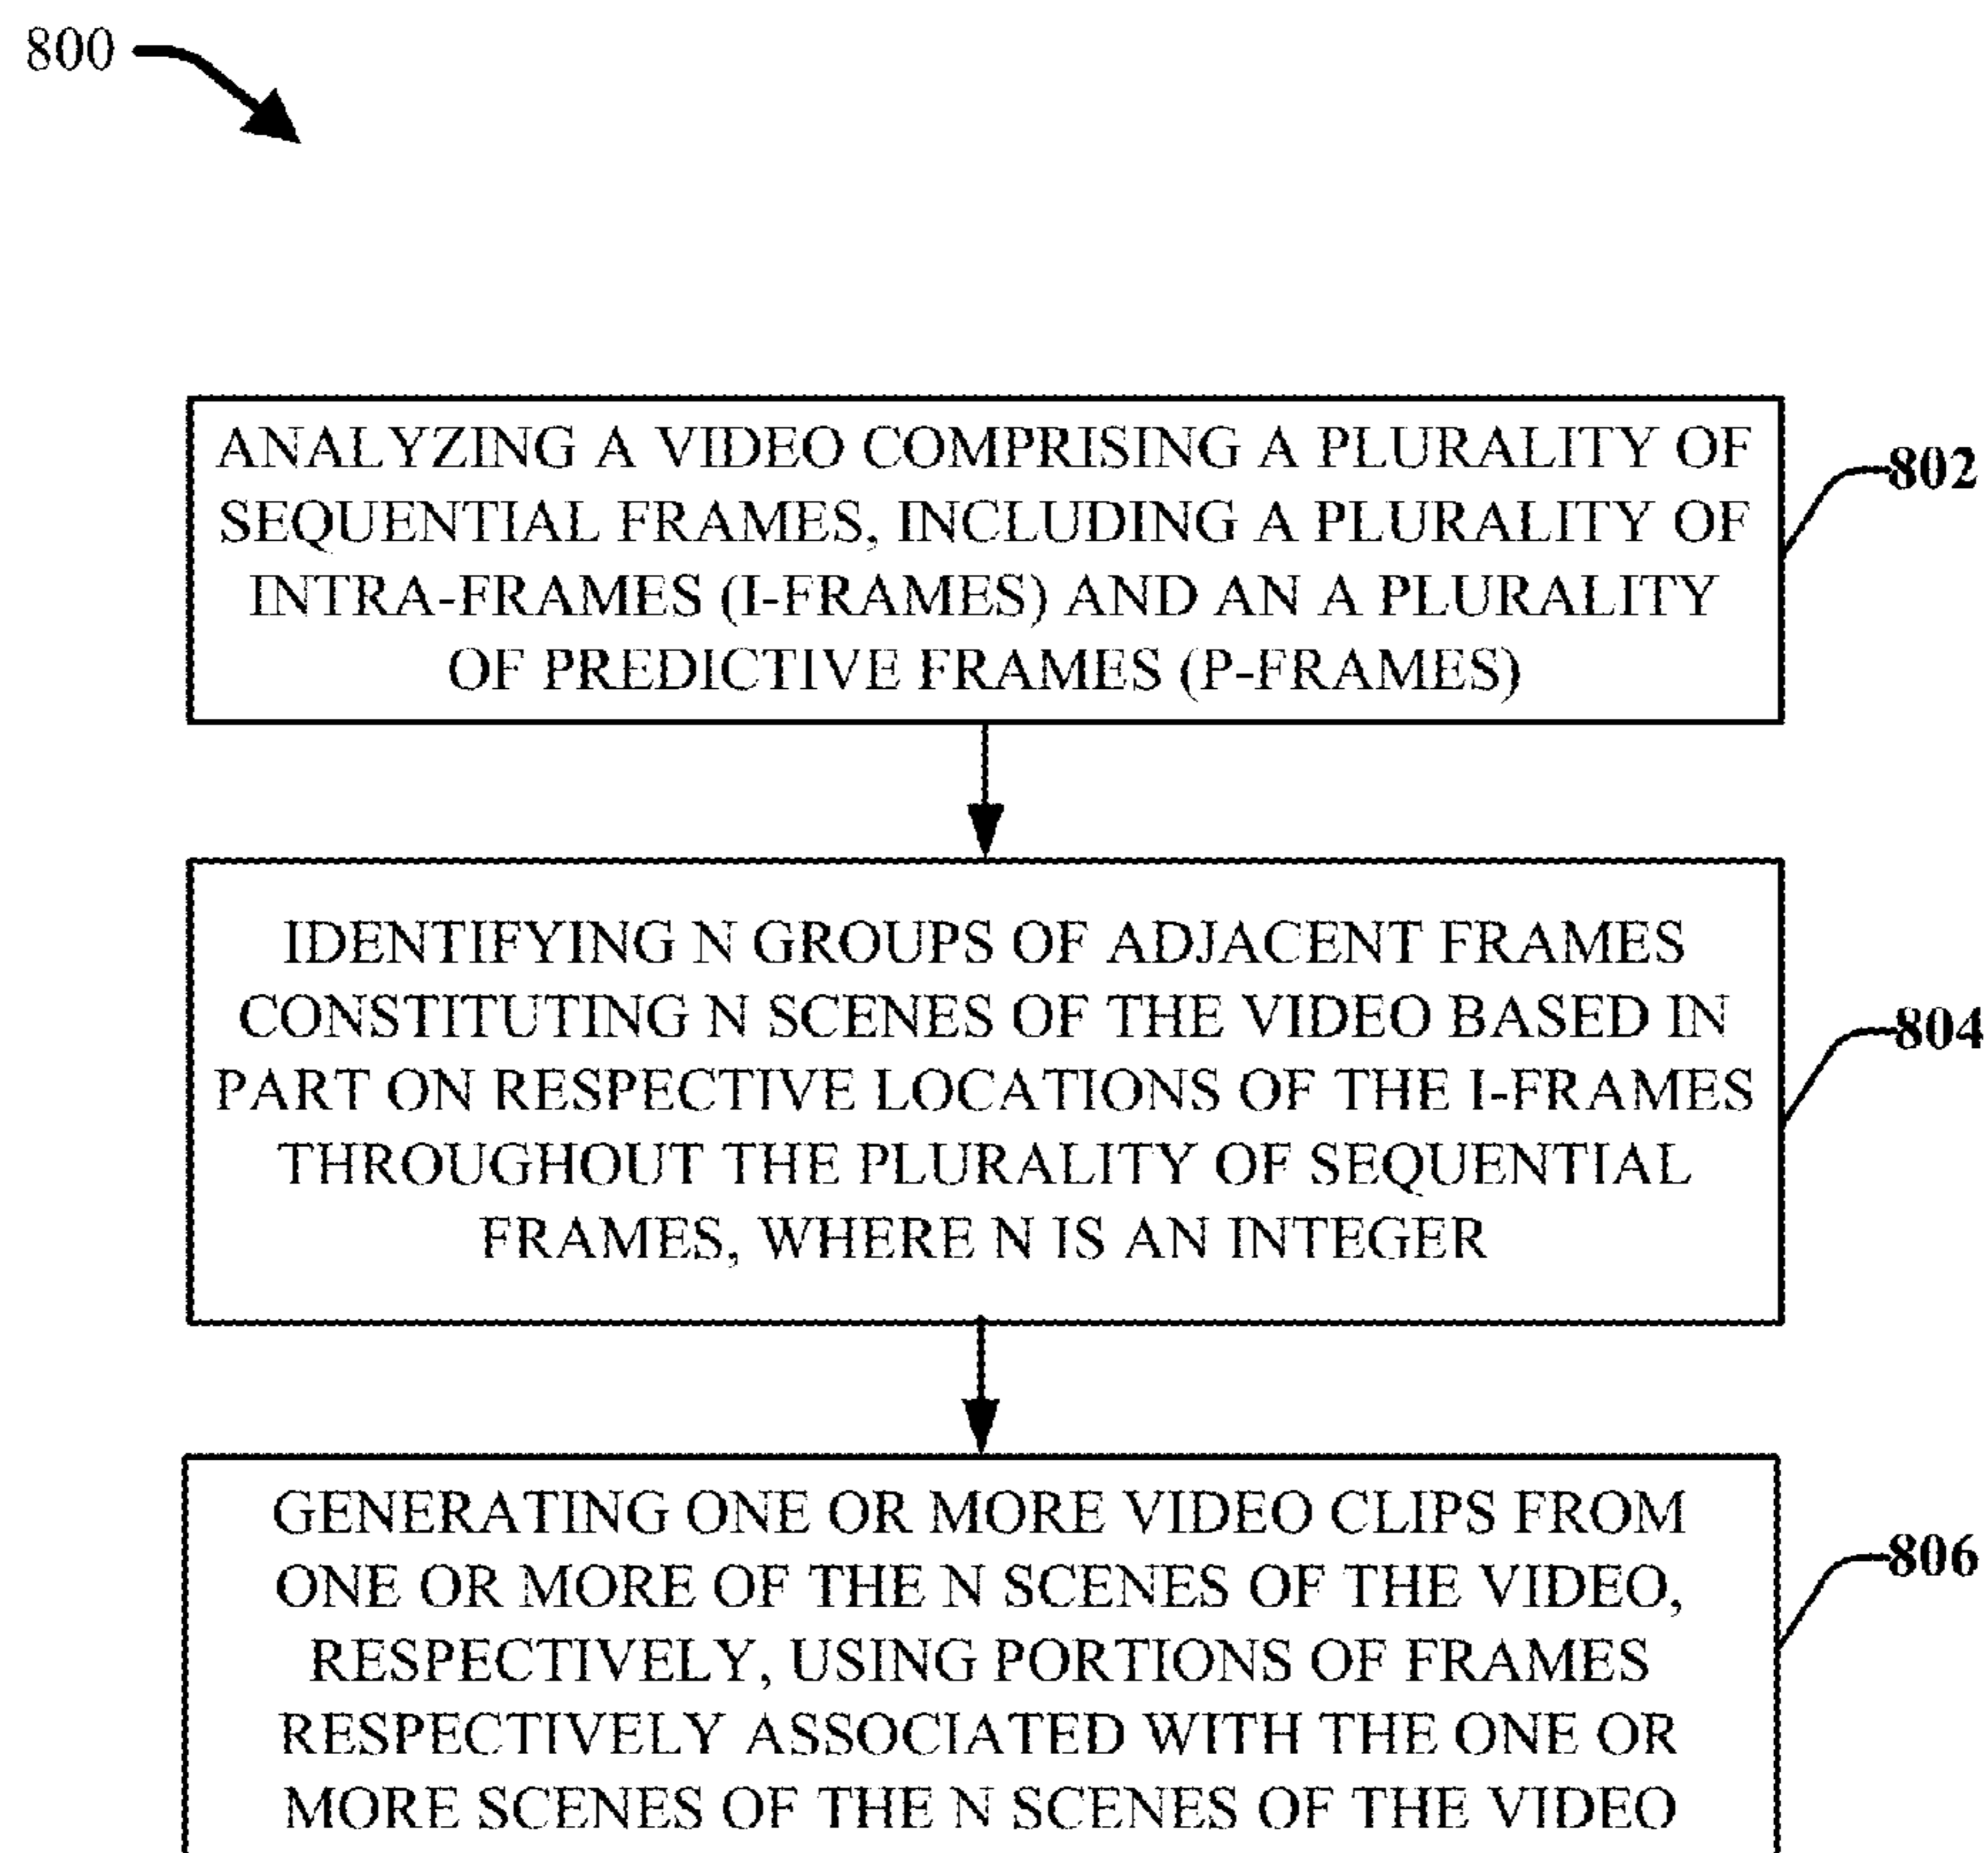 800
ANALYZING A VIDEO COMPRISING A PLURALITY OF
SEQUENTIAL FRAMES, INCLUDING A PLURALITY OF
INTRA-FRAMES (I-FRAMES) AND AN A PLURALITY
OF PREDICTIVE FRAMES (P-FRAMES)
802
IDENTIFYING N GROUPS OF ADJACENT FRAMES
CONSTITUTING N SCENES OF THE VIDEO BASED IN
PART ON RESPECTIVE LOCATIONS OF THE I-FRAMES
THROUGHOUT THE PLURALITY OF SEQUENTIAL
FRAMES, WHERE N IS AN INTEGER
804
GENERATING ONE OR MORE VIDEO CLIPS FROM
ONE OR MORE OF THE N SCENES OF THE VIDEO,
RESPECTIVELY, USING PORTIONS OF FRAMES
RESPECTIVELY ASSOCIATED WITH THE ONE OR
MORE SCENES OF THE N SCENES OF THE VIDEO
806